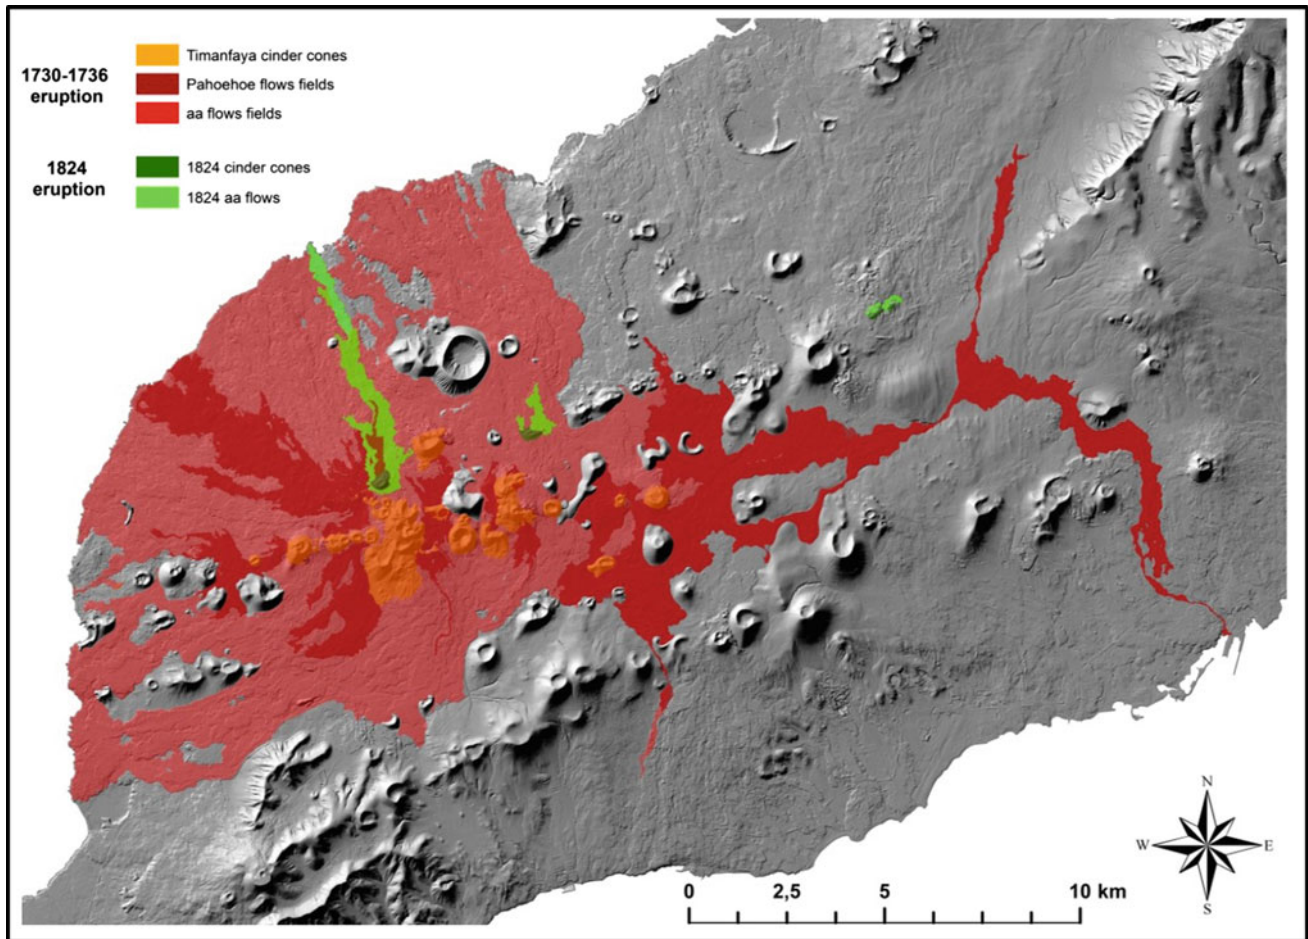 1730-1736
eruption
Timanfaya cinder cones
Pahoehoe flows fields
aa flows fields
1824
eruption
1824 cinder cones
1824 aa flows
N
W
E
S
0
2,5
5
10 km